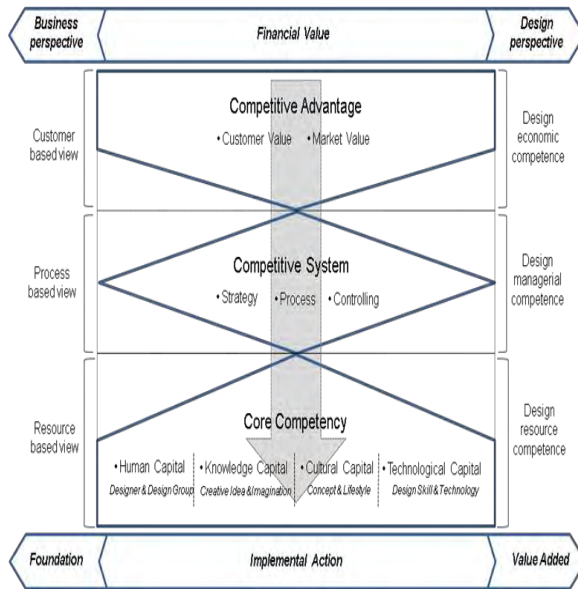 Business perspective
Financial Value
Design perspective
Customer based view
Competitive Advantage
• Customer Value • Market Value
Design economic competence
Process based view
Competitive System
• Strategy • Process • Controlling
Design managerial competence
Resource based view
Core Competency
• Human Capital • Knowledge Capital • Cultural Capital • Technological Capital
Designer & Design Group Creative Idea & Imagination Concept & Lifestyle Design Skill & Technology
Design resource competence
Foundation
Implemental Action
Value Added